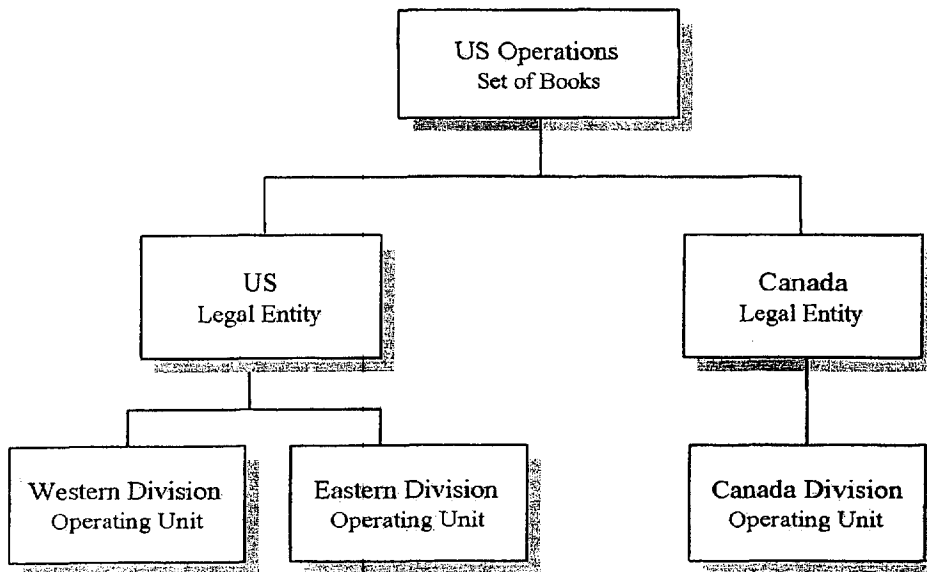 US Operations
Set of Books
US
Legal Entity
Canada
Legal Entity
Western Division
Operating Unit
Eastern Division
Operating Unit
Canada Division
Operating Unit